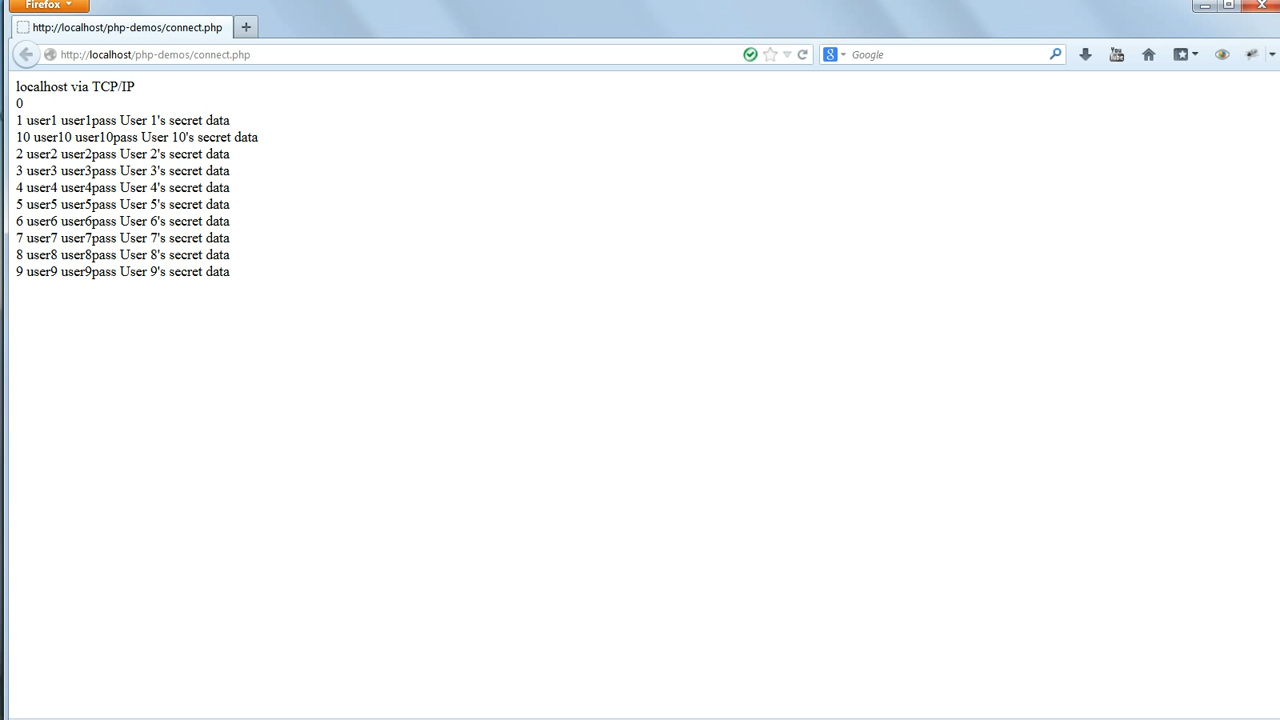 Firefox
http://localhost/php-demos/connect.php
http://localhost/php-demos/connect.php
Google
You Tube
localhost via TCP/IP
0
1 user1 user1pass User 1's secret data
10 user10 user10pass User 10's secret data
2 user2 user2pass User 2's secret data
3 user3 user3pass User 3's secret data
4 user4 user4pass User 4's secret data
5 user5 user5pass User 5's secret data
6 user6 user6pass User 6's secret data
7 user7 user7pass User 7's secret data
8 user8 user8pass User 8's secret data
9 user9 user9pass User 9's secret data